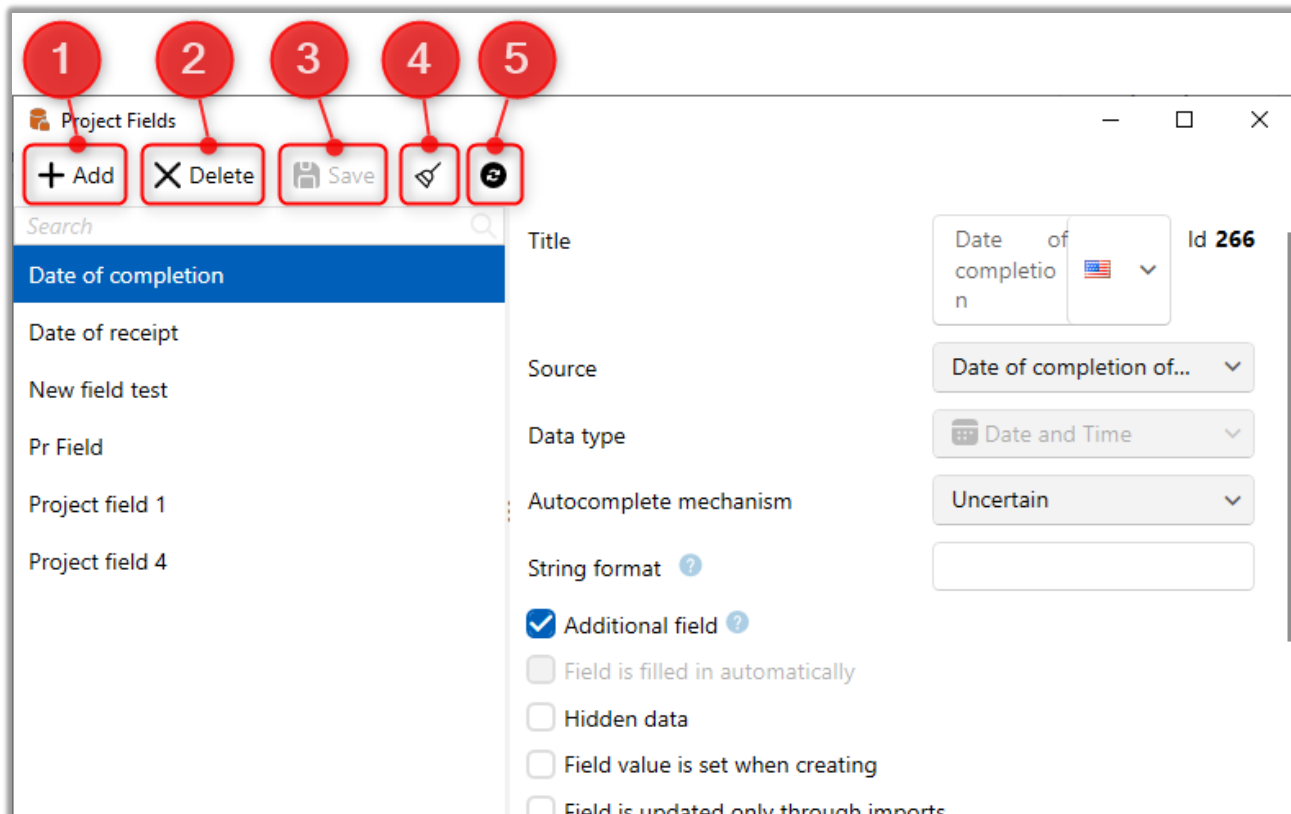 1 2 3 4 5
Project Fields
Add Delete Save
Search
Date of completion
Date of receipt
New field test
Pr Field
Project field 1
Project field 4
Title
Date of
completio
n
Id 266
Source
Date of completion of...
Data type
Date and Time
Autocomplete mechanism
Uncertain
String format ?
Additional field ?
Field is filled in automatically
Hidden data
Field value is set when creating
Field is updated only through imports